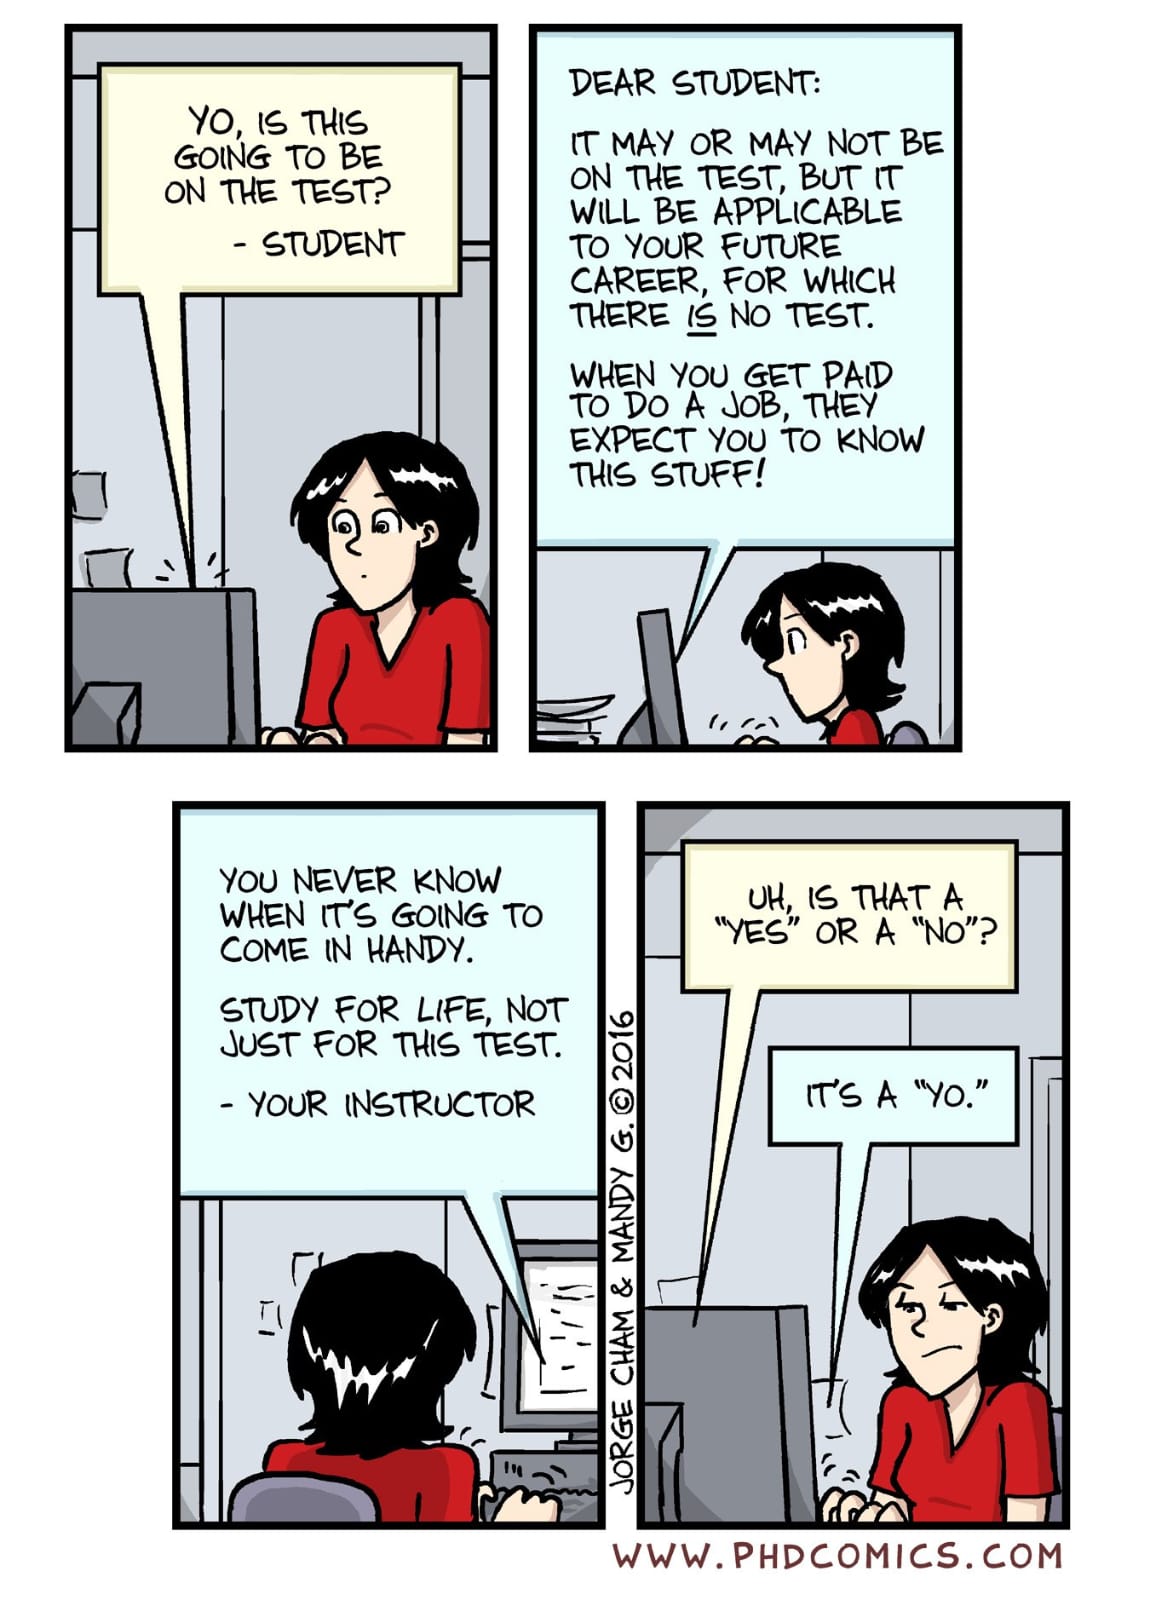 YO, IS THIS
GOING TO BE
ON THE TEST?
- STUDENT
DEAR STUDENT:
IT MAY OR MAY NOT BE
ON THE TEST, BUT IT
WILL BE APPLICABLE
TO YOUR FUTURE
CAREER, FOR WHICH
THERE IS NO TEST.
WHEN YOU GET PAID
TO DO A JOB, THEY
EXPECT YOU TO KNOW
THIS STUFF!
YOU NEVER KNOW
WHEN IT'S GOING TO
COME IN HANDY.
STUDY FOR LIFE, NOT
JUST FOR THIS TEST.
- YOUR INSTRUCTOR
UH, IS THAT A
"YES" OR A "NO"?
IT'S A "YO."
JORGE CHAM & MANDY G. © 2016
WWW.PHDCOMICS.COM